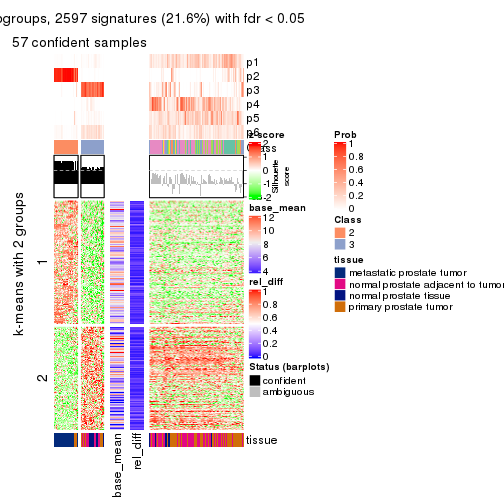 groups, 2597 signatures (21.6%) with fdr < 0.05
57 confident samples
p1
p2
p3
p4
p5
p6
Class
z-score
2
1
0
-1
-2
Silhouette
score
base_mean
12
10
8
6
4
rel_diff
1
0.8
0.6
0.4
0.2
0
Status (barplots)
confident
ambiguous
Prob
1
0.8
0.6
0.4
0.2
0
Class
2
3
tissue
metastatic prostate tumor
normal prostate adjacent to tumor
normal prostate tissue
primary prostate tumor
k-means with 2 groups
1
2
base_mean
rel_diff
tissue